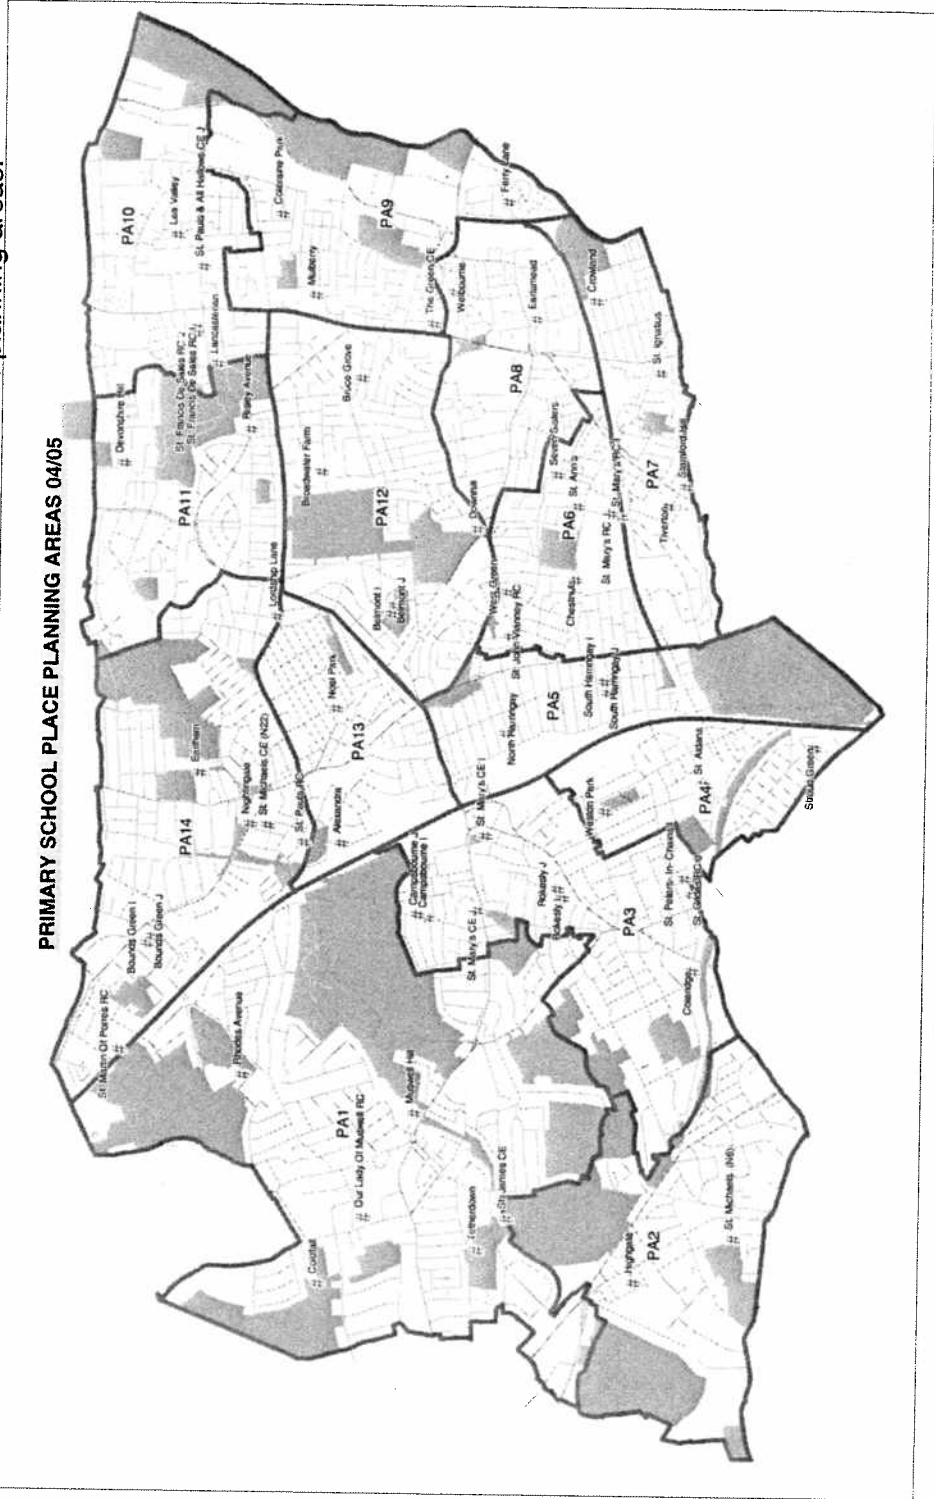 planning areas.
PRIMARY SCHOOL PLACE PLANNING AREAS 04/05
St. Martin Of Porres RC
Bounds Green I
Bounds Green J
PA14
Earlham
Nightingale
St. Michaels CE (N22)
St. Pauls RC
Alexandra
PA13
Noel Park
Lordship Lane
PA11
Devonshire Hill
St. Francis De Sales RC J
St. Francis De Sales RC I
Risley Avenue
Lancasterian
PA10
Lea Valley
St. Pauls & All Hallows CE J
Coleraine Park
Mulberry
PA9
The Green CE
Welbourne
Ferry Lane
Earlsmead
Crowland
Bruce Grove
Broadwater Farm
PA12
Belmont I
Belmont J
Downhills
West Green
St. John Vianney RC
PA8
Seven Sisters
St. Ann's
PA6
Chestnuts
St. Mary's RC
St. Mary's RC I
PA7
Tiverton
Stamford Hill
St. Ignatius
North Harringay
PA5
South Harringay I
South Harringay J
Rhodes Avenue
PA1
Our Lady Of Muswell RC
Muswell Hill
Coldfall
Tetherdown
St. James CE
Campsbourne J
Campsbourne I
St. Mary's CE I
St. Mary's CE J
Rokesly J
Rokesly I
PA3
Weston Park
PA4
St. Aidans
Stroud Green
St. Peters- In- Chains
Coleridge
Highgate
PA2
St. Michaels (N6)